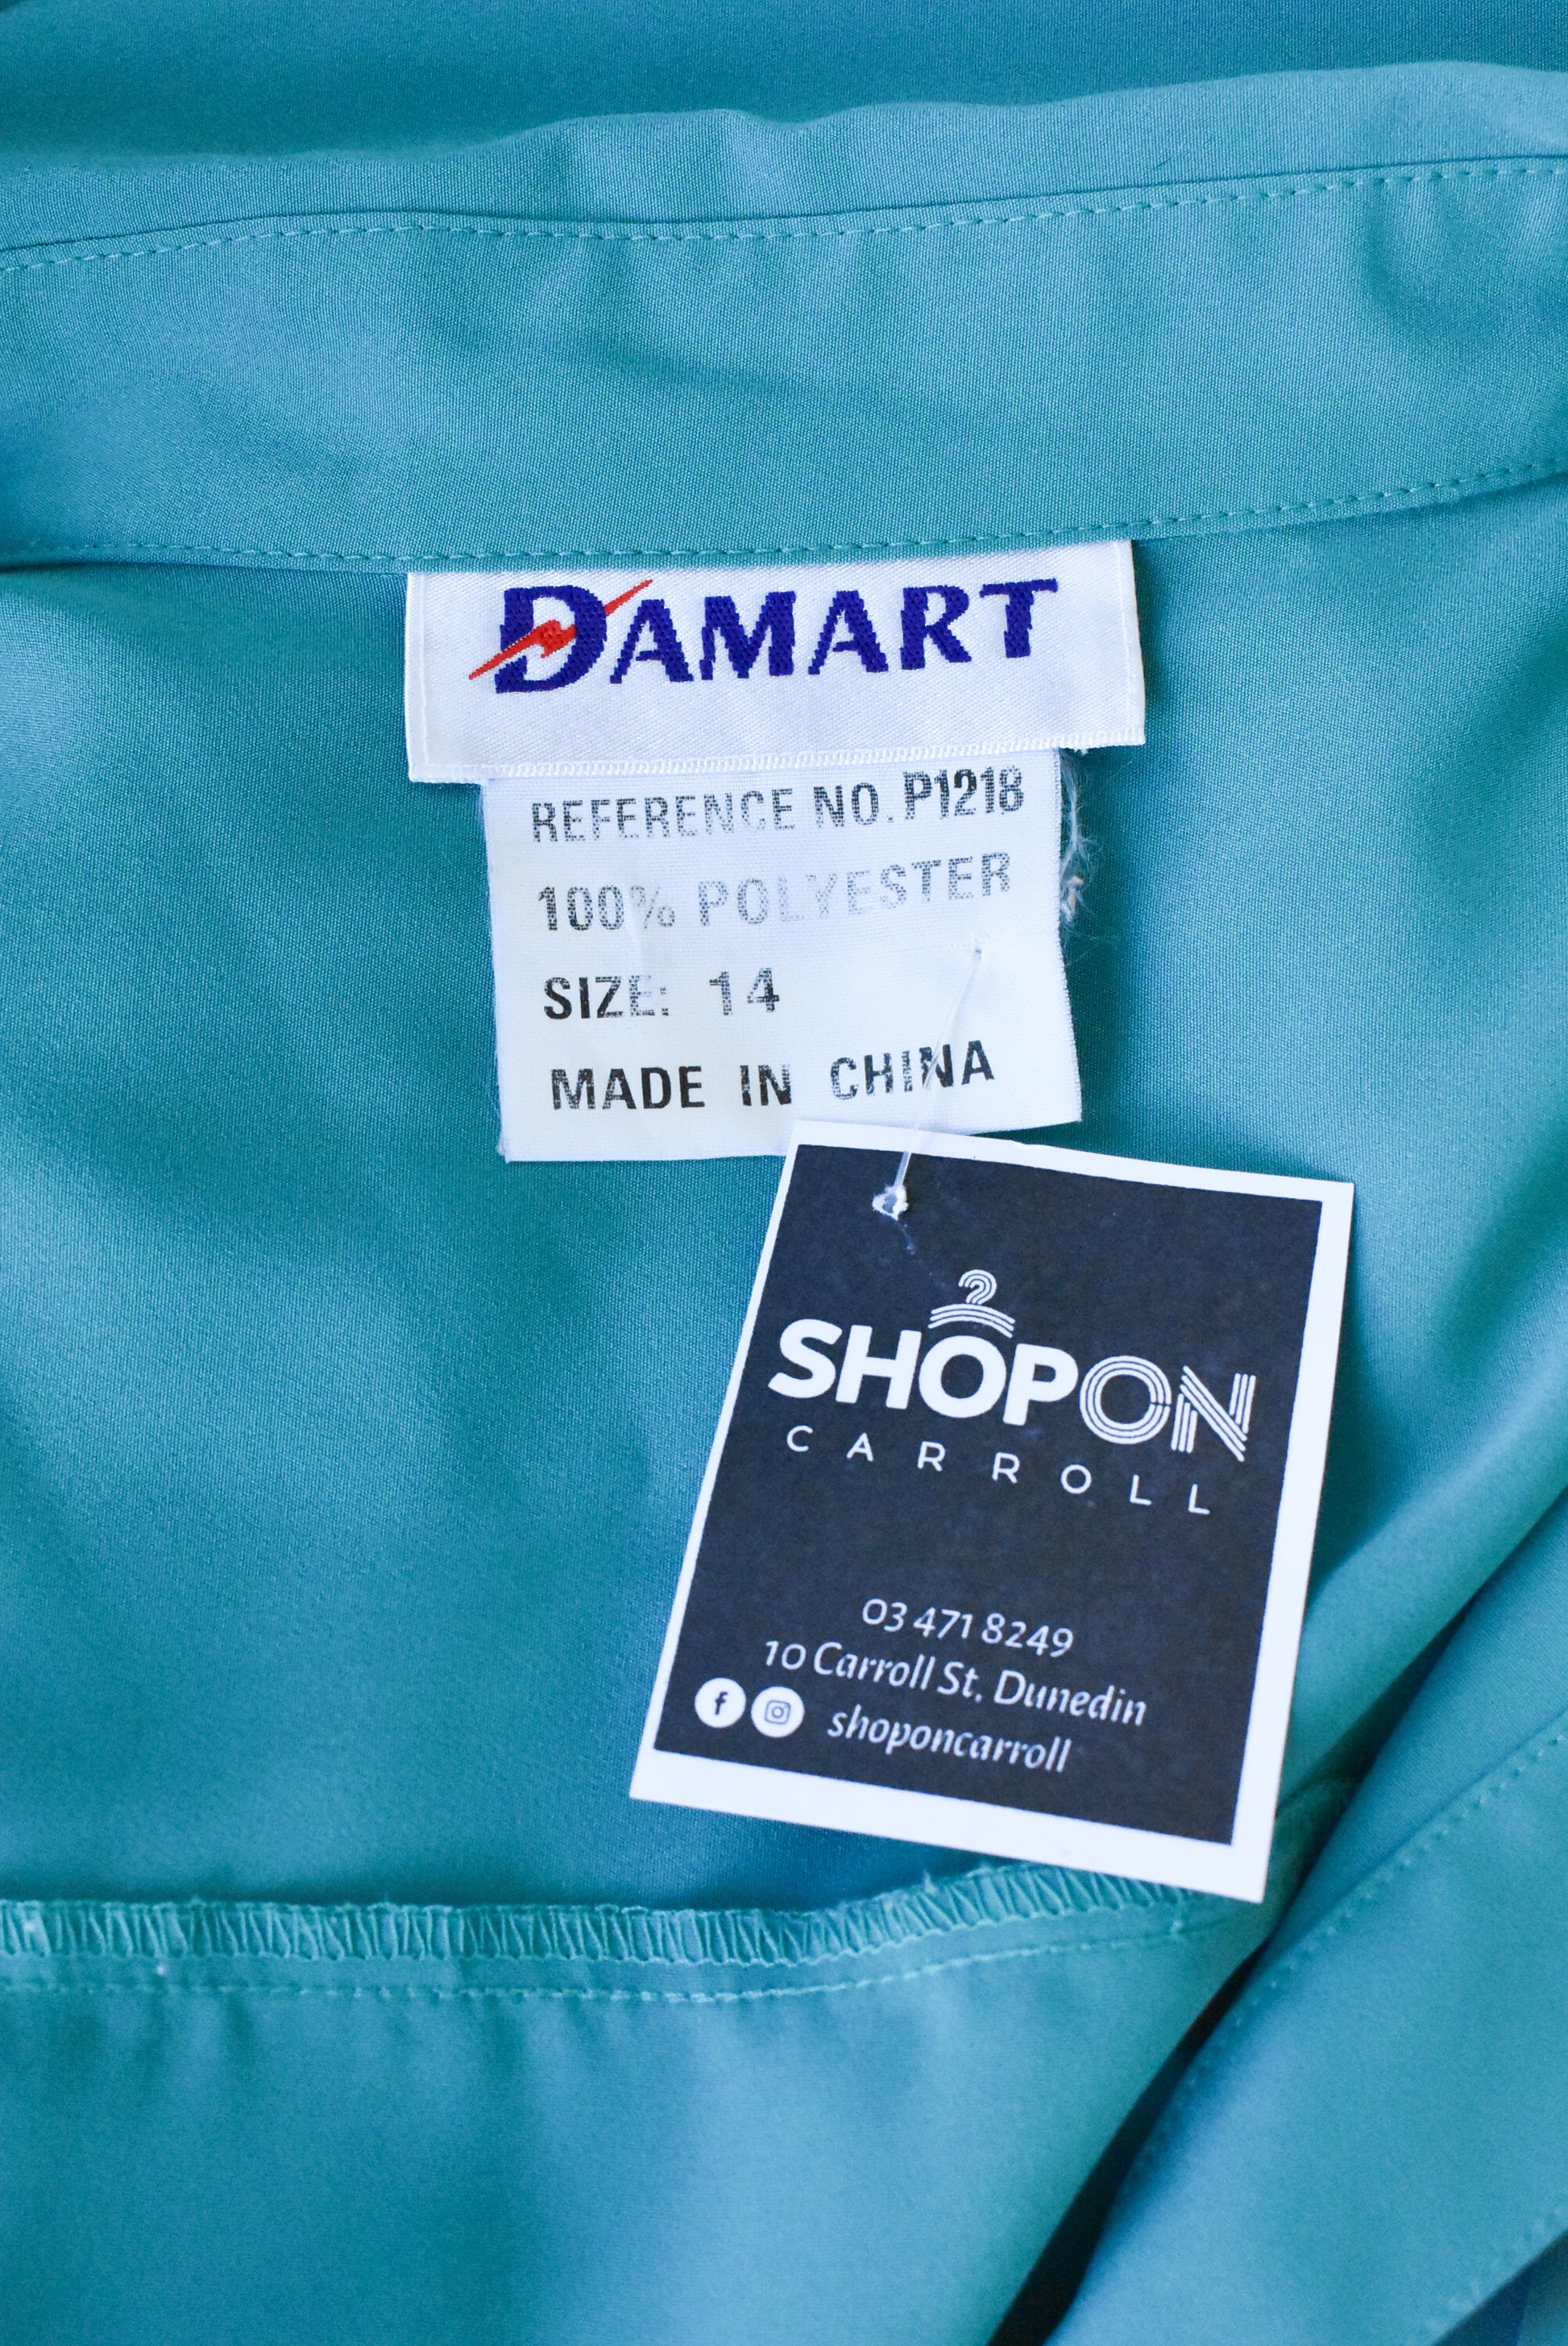 DAMART
REFERENCE NO. P1218
100% POLYESTER
SIZE: 14
MADE IN CHINA
SHOPON
CARROLL
03 471 8249
10 Carroll St, Dunedin
shoponcarroll